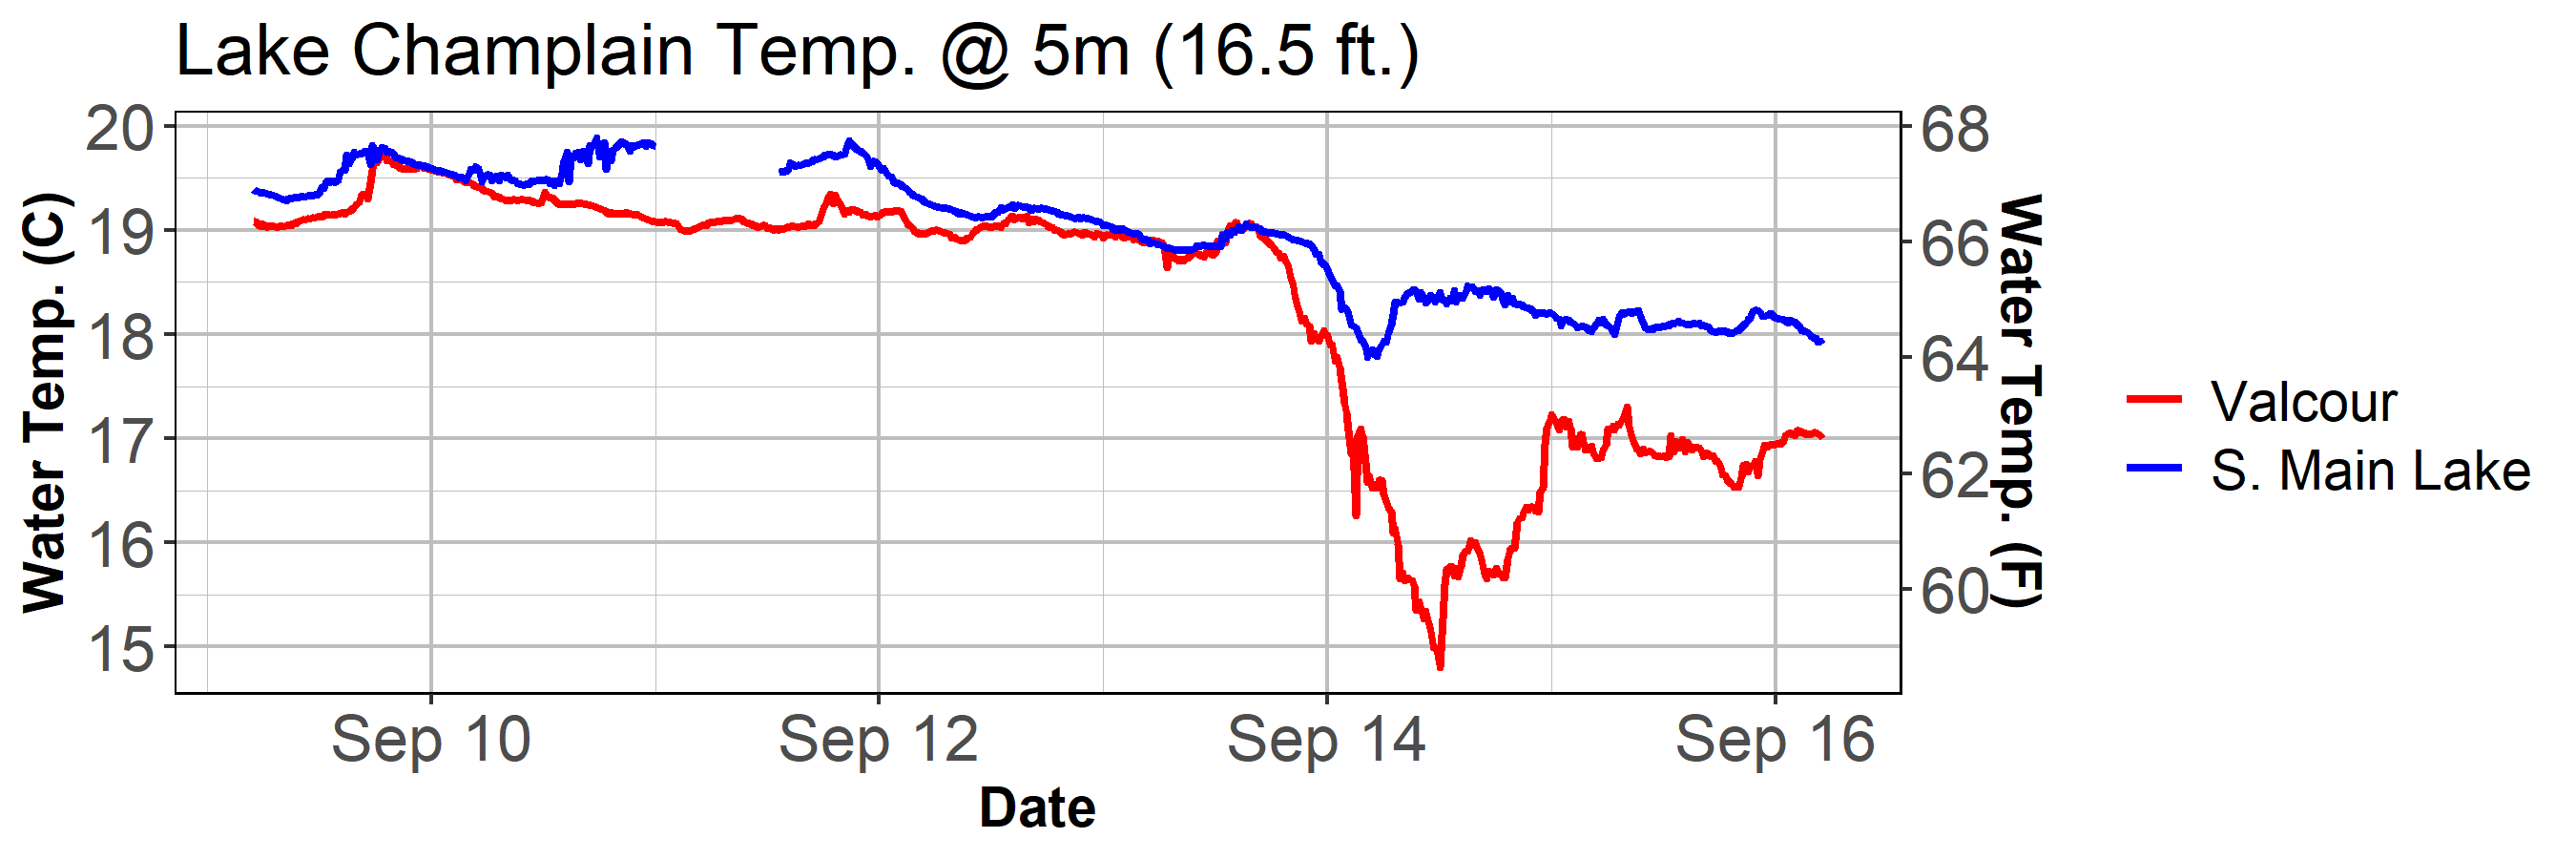 Lake Champlain Temp. @ 5m (16.5 ft.)
Water Temp. (C)
20
19
18
17
16
15
68
66
64
62
60
Water Temp. (F)
Sep 10
Sep 12
Sep 14
Sep 16
Date
Valcour
S. Main Lake